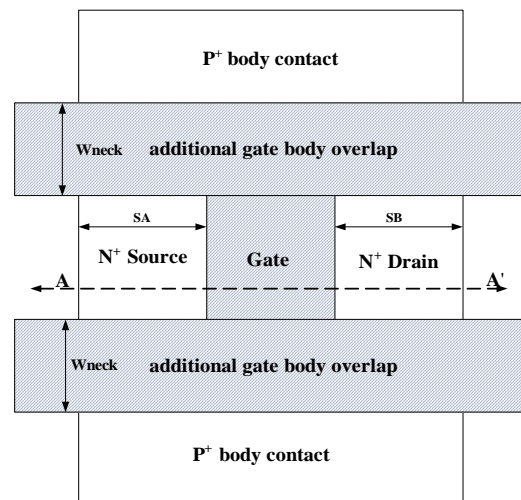 P⁺ body contact
Wneck
additional gate body overlap
SA
SB
N⁺ Source
Gate
N⁺ Drain
A
A'
Wneck
additional gate body overlap
P⁺ body contact